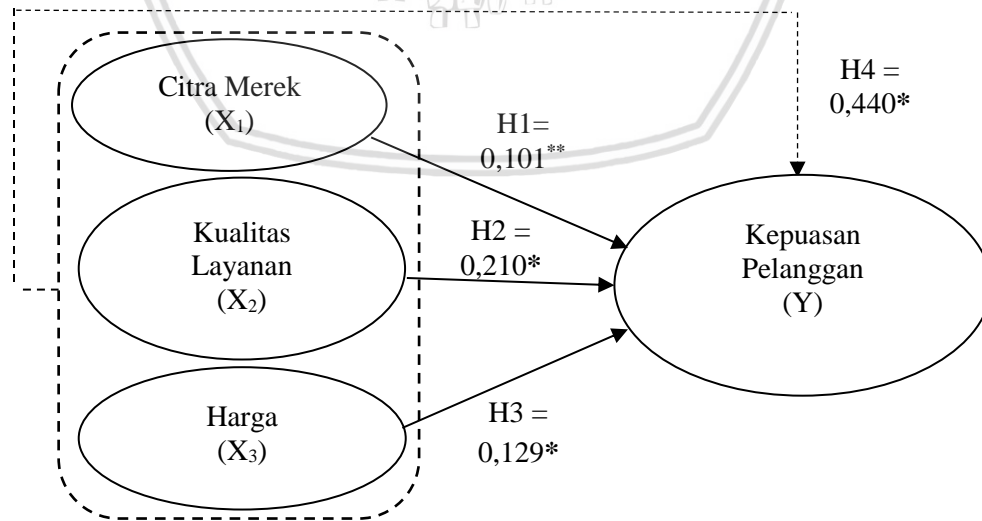 Citra Merek
(X₁)
H1=
0,101**
H4 =
0,440*
Kualitas
Layanan
(X₂)
H2 =
0,210*
Kepuasan
Pelanggan
(Y)
Harga
(X₃)
H3 =
0,129*